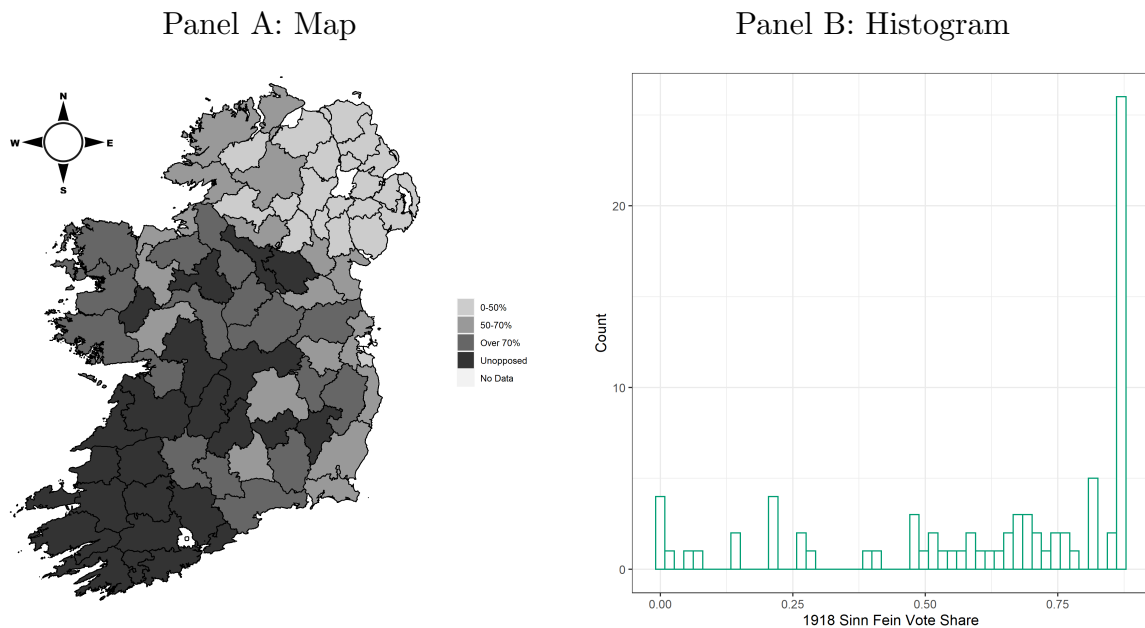 Panel A: Map
N
W
E
S
0-50%
50-70%
Over 70%
Unopposed
No Data
Panel B: Histogram
Count
20
10
0
0.00
0.25
0.50
0.75
1918 Sinn Fein Vote Share